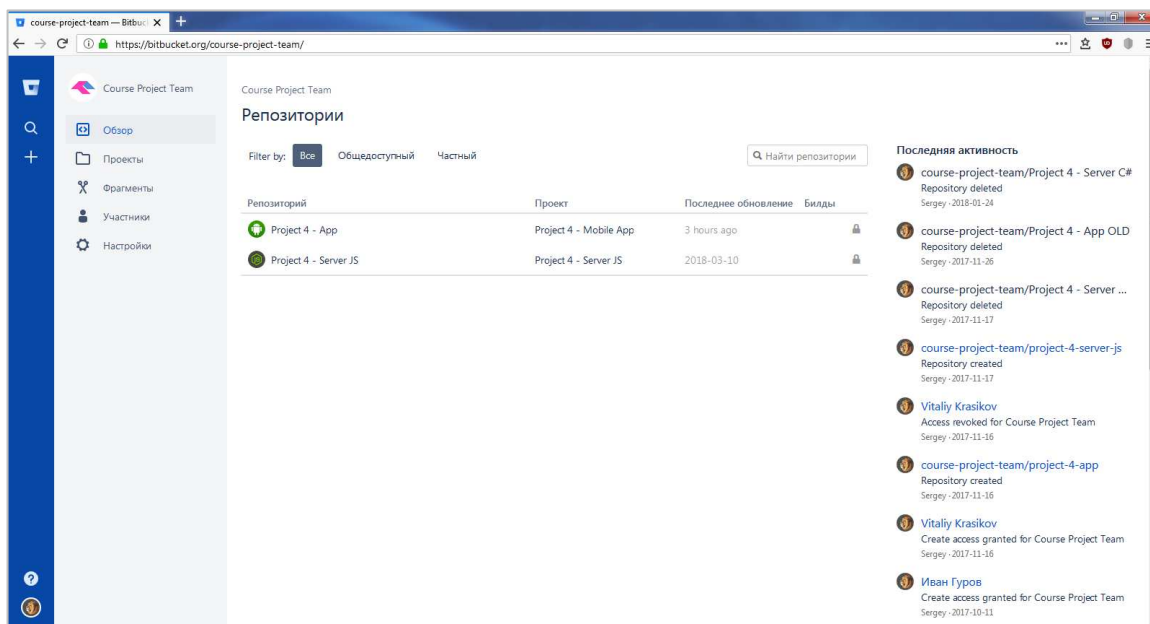 course-project-team — Bitbuc
https://bitbucket.org/course-project-team/
Course Project Team
Обзор
Проекты
Фрагменты
Участники
Настройки
Course Project Team
Репозитории
Filter by: Все Общедоступный Частный
Найти репозитории
Репозиторий Проект Последнее обновление Билды
Project 4 - App Project 4 - Mobile App 3 hours ago
Project 4 - Server JS Project 4 - Server JS 2018-03-10
Последняя активность
course-project-team/Project 4 - Server C#
Repository deleted
Sergey · 2018-01-24
course-project-team/Project 4 - App OLD
Repository deleted
Sergey · 2017-11-26
course-project-team/Project 4 - Server ...
Repository deleted
Sergey · 2017-11-17
course-project-team/project-4-server-js
Repository created
Sergey · 2017-11-17
Vitaliy Krasikov
Access revoked for Course Project Team
Sergey · 2017-11-16
course-project-team/project-4-app
Repository created
Sergey · 2017-11-16
Vitaliy Krasikov
Create access granted for Course Project Team
Sergey · 2017-11-16
Иван Гуров
Create access granted for Course Project Team
Sergey · 2017-10-11